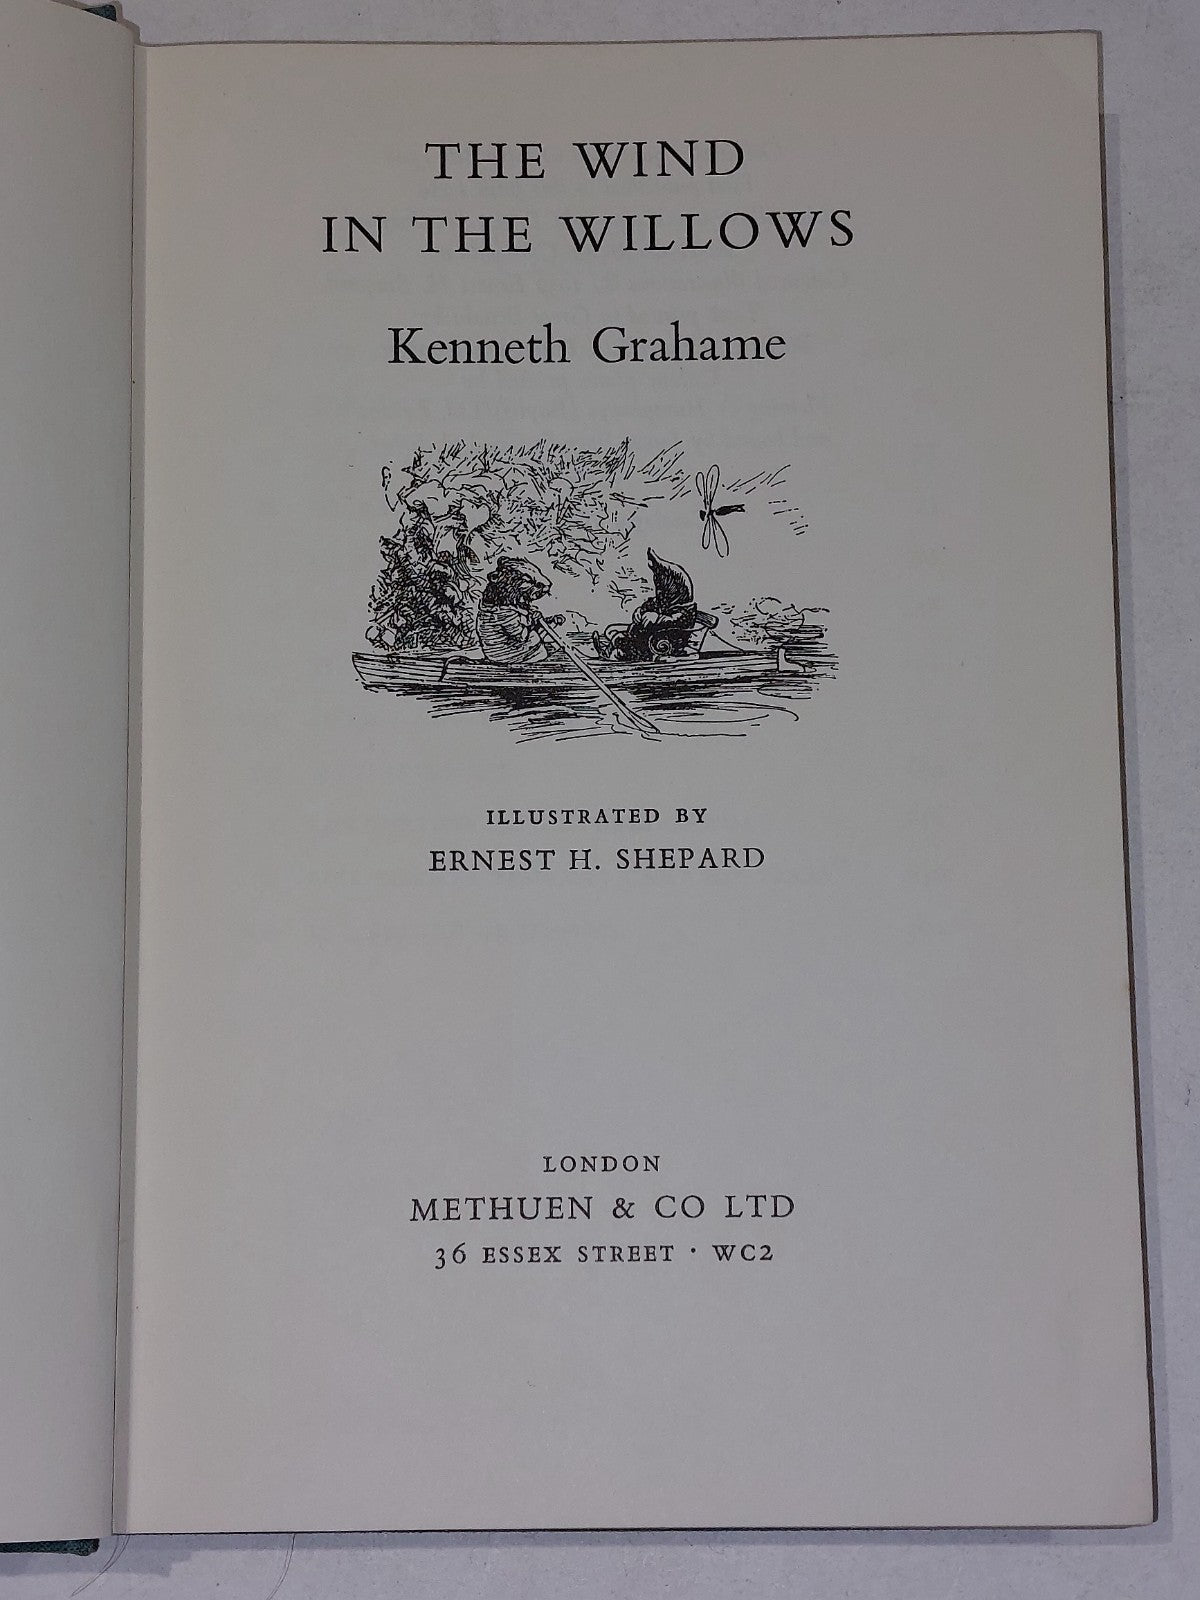 THE WIND
IN THE WILLOWS
Kenneth Grahame
ILLUSTRATED BY
ERNEST H. SHEPARD
LONDON
METHUEN & CO LTD
36 ESSEX STREET · WC2